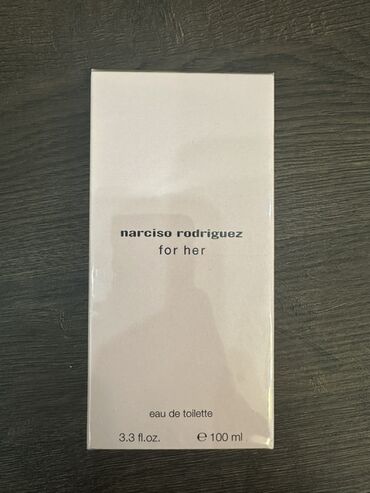 narciso rodriguez
for her
eau de toilette
3.3 fl.oz. ℮ 100 ml